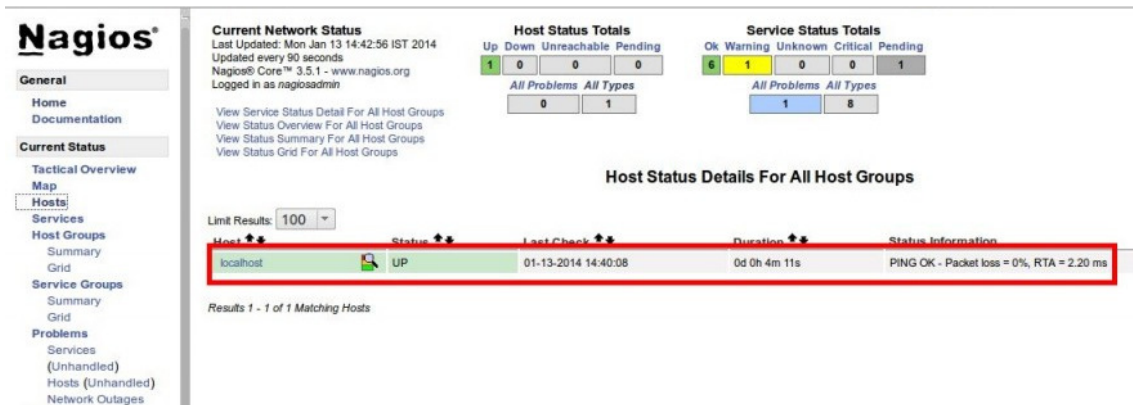 Nagios®
General
Home
Documentation
Current Status
Tactical Overview
Map
Hosts
Services
Host Groups
Summary
Grid
Service Groups
Summary
Grid
Problems
Services
(Unhandled)
Hosts (Unhandled)
Network Outages
Current Network Status
Last Updated: Mon Jan 13 14:42:56 IST 2014
Updated every 90 seconds
Nagios® Core™ 3.5.1 - www.nagios.org
Logged in as nagiosadmin
View Service Status Detail For All Host Groups
View Status Overview For All Host Groups
View Status Summary For All Host Groups
View Status Grid For All Host Groups
Host Status Totals
Up Down Unreachable Pending
1 0 0 0
All Problems All Types
0 1
Service Status Totals
Ok Warning Unknown Critical Pending
6 1 0 0 1
All Problems All Types
1 8
Host Status Details For All Host Groups
Limit Results: 100
Host Status Last Check Duration Status Information
localhost UP 01-13-2014 14:40:08 0d 0h 4m 11s PING OK - Packet loss = 0%, RTA = 2.20 ms
Results 1 - 1 of 1 Matching Hosts